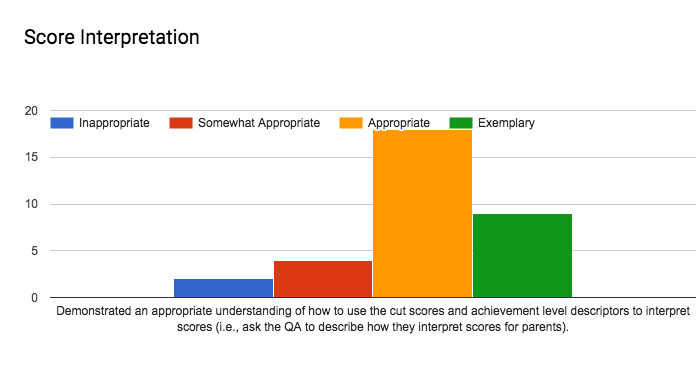 Score Interpretation
20
Inappropriate Somewhat Appropriate Appropriate Exemplary
15
10
5
0
Demonstrated an appropriate understanding of how to use the cut scores and achievement level descriptors to interpret
scores (i.e., ask the QA to describe how they interpret scores for parents).